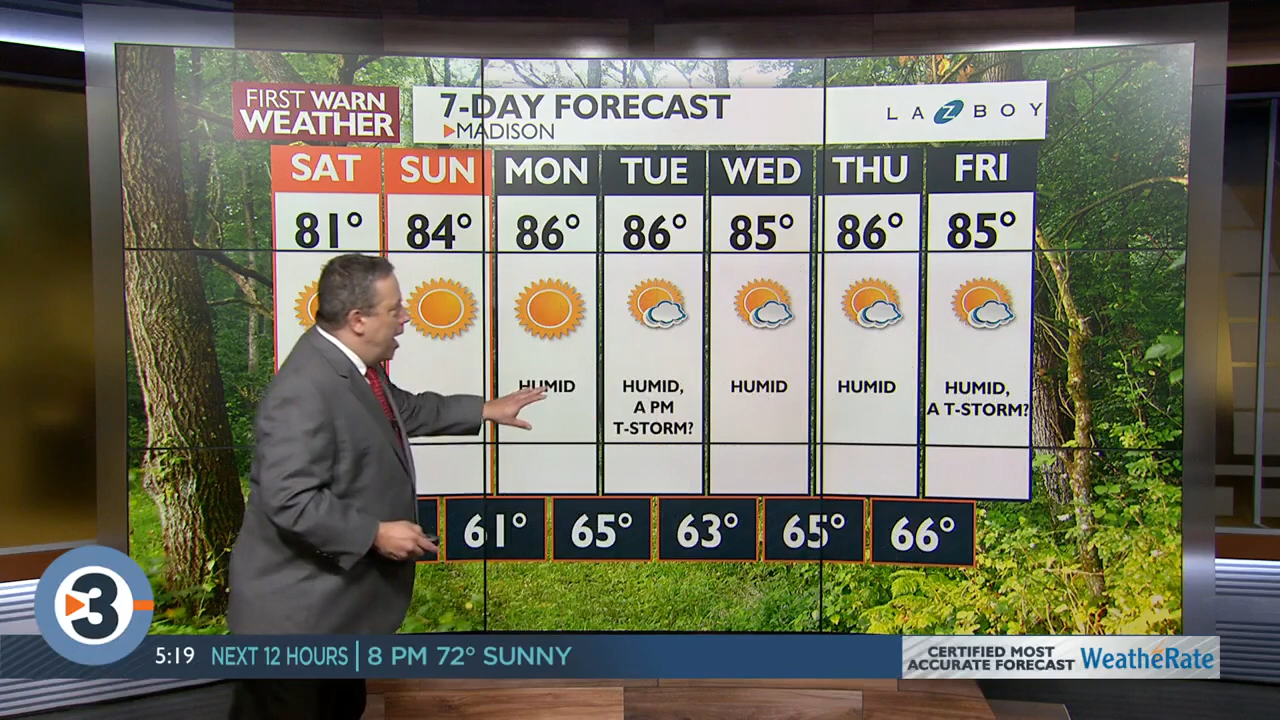 FIRST WARN
WEATHER
7-DAY FORECAST
MADISON
LA Z BOY
SAT SUN MON TUE WED THU FRI
81° 84° 86° 86° 85° 86° 85°
HUMID
HUMID,
A PM
T-STORM?
HUMID
HUMID
HUMID,
A T-STORM?
61° 65° 63° 65° 66°
3
5:19 NEXT 12 HOURS | 8 PM 72° SUNNY
CERTIFIED MOST
ACCURATE FORECAST
WeatheRate